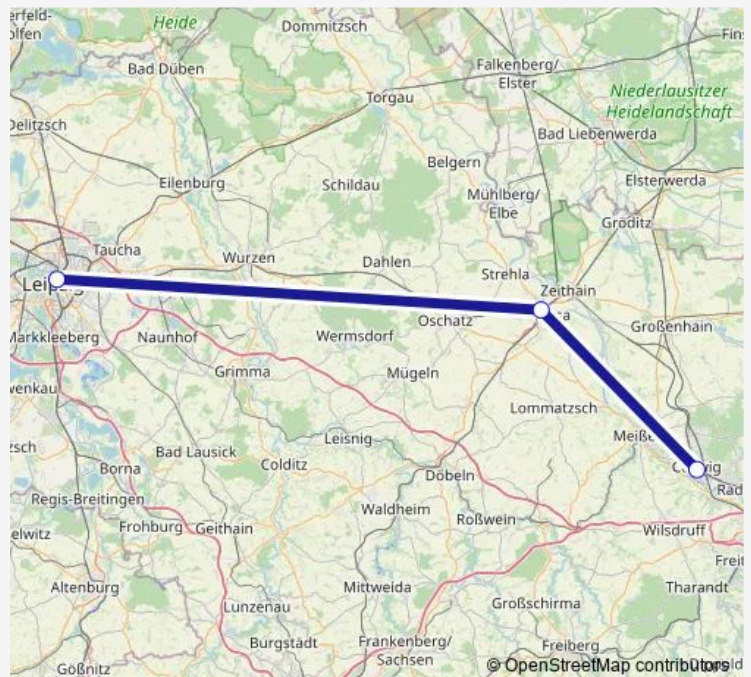 Heide
Dommitzsch
Bad Düben
Falkenberg/
Elster
Niederlausitzer
Heidelandschaft
Torgau
Bad Liebenwerda
Belgern
Elsterwerda
Eilenburg
Schildau
Mühlberg/
Elbe
Gröditz
Taucha
Wurzen
Dahlen
Strehla
Zeithain
Oschatz
Großenhain
Naunhof
Wermsdorf
Grimma
Mügeln
Lommatzsch
Leisnig
Bad Lausick
Colditz
Borna
Döbeln
Regis-Breitingen
Waldheim
Roßwein
Frohburg
Geithain
Wilsdruff
Altenburg
Mittweida
Tharandt
Lunzenau
Großschirma
Burgstädt
Frankenberg/
Sachsen
Freiberg
Gößnitz
© OpenStreetMap contributors